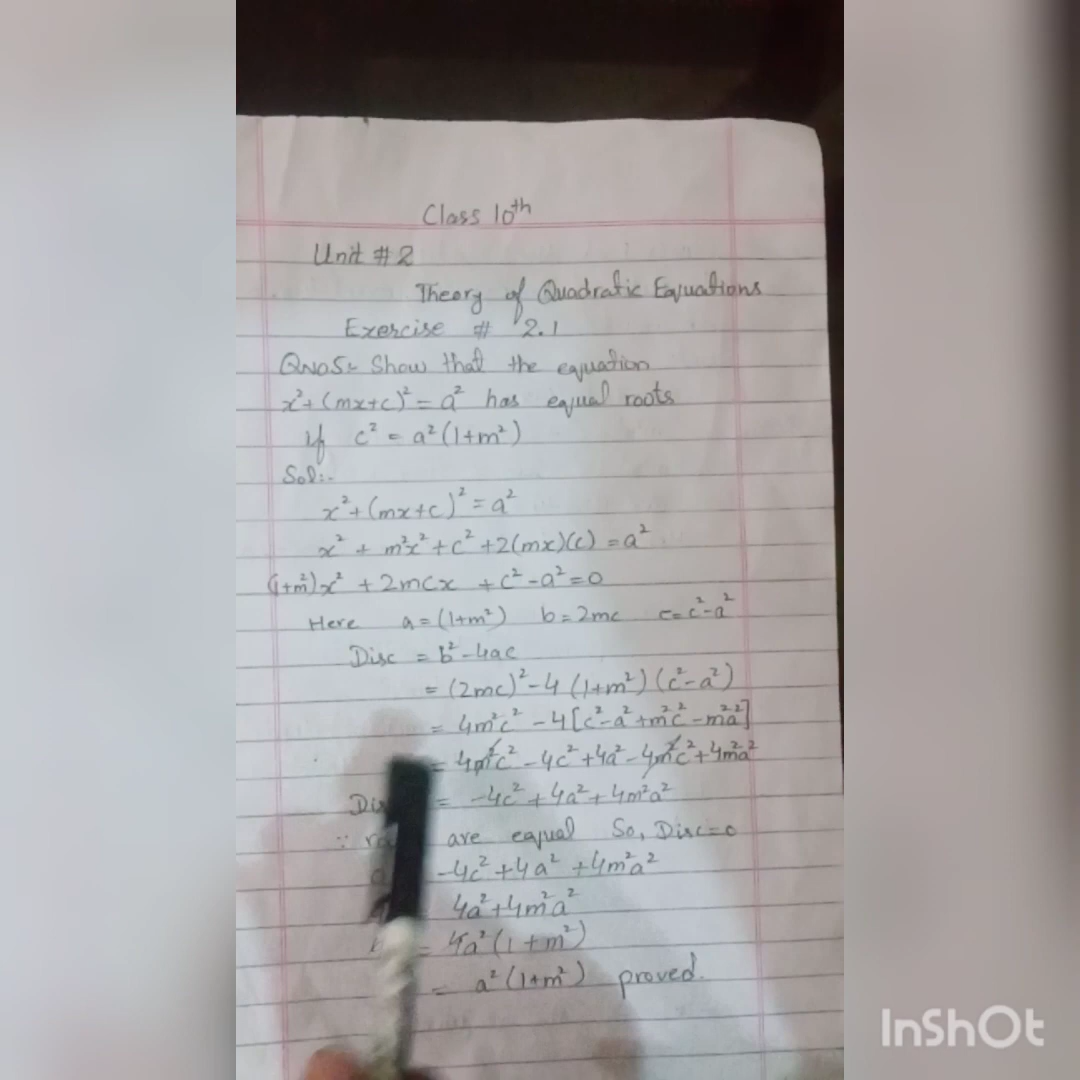 Class 10th
Unit # 2
Theory of Quadratic Equations
Exercise # 2.1
QNO5:- Show that the equation
x² + (mx+c)² = a² has equal roots
if c² = a²(1+m²)
Sol:-
x² + (mx+c)² = a²
x² + m²x² + c² + 2(mx)(c) = a²
(1+m²)x² + 2mcx + c² - a² = 0
Here a = (1+m²) b = 2mc c = c² - a²
Disc = b² - 4ac
= (2mc)² - 4 (1+m²) (c² - a²)
= 4m²c² - 4[c² - a² + m²c² - m²a²]
= 4m²c² - 4c² + 4a² - 4m²c² + 4m²a²
= -4c² + 4a² + 4m²a²
∵ are equal So, Disc = 0
-4c² + 4a² + 4m²a²
4a² + 4m²a²
= 4a²(1+m²)
= a²(1+m²) proved.
InShOt